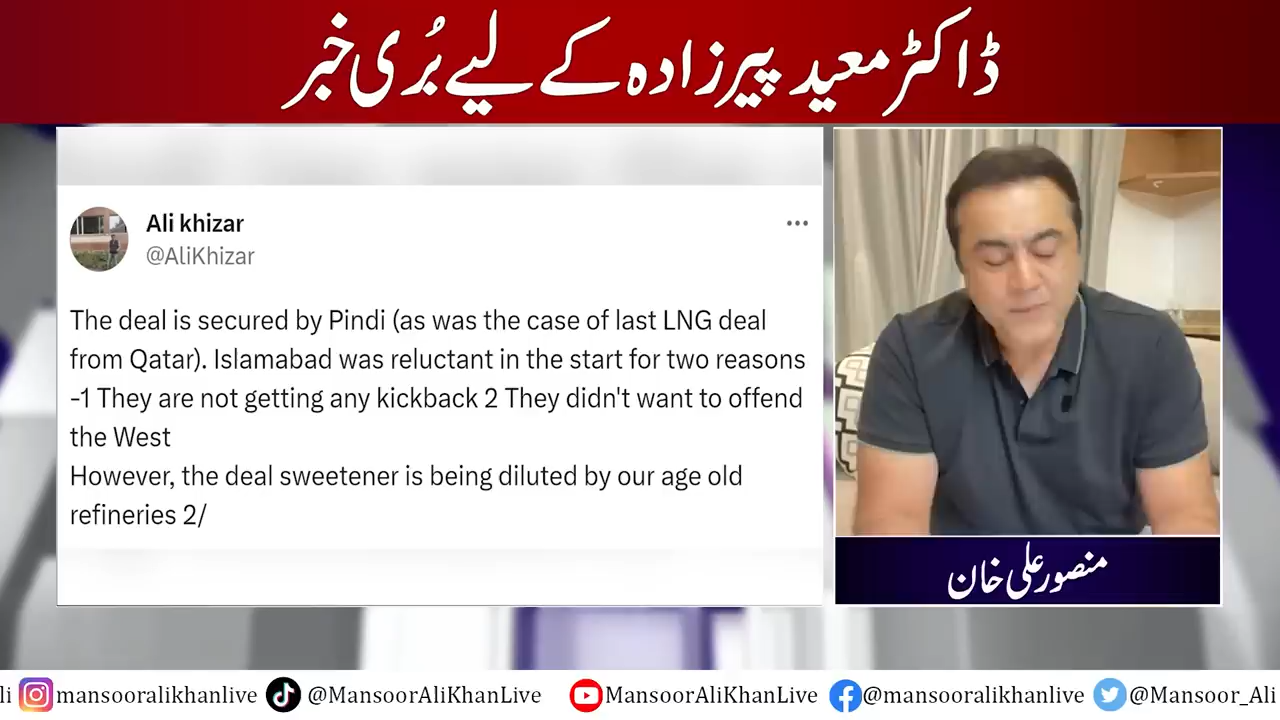 ڈاکٹر معید پیرزادہ کے لیے بُری خبر
Ali khizar
@AliKhizar
The deal is secured by Pindi (as was the case of last LNG deal
from Qatar). Islamabad was reluctant in the start for two reasons
-1 They are not getting any kickback 2 They didn't want to offend
the West
However, the deal sweetener is being diluted by our age old
refineries 2/
منصور علی خان
li mansooralikhanlive @MansoorAliKhanLive MansoorAliKhanLive @mansooralikhanlive @Mansoor_Ali